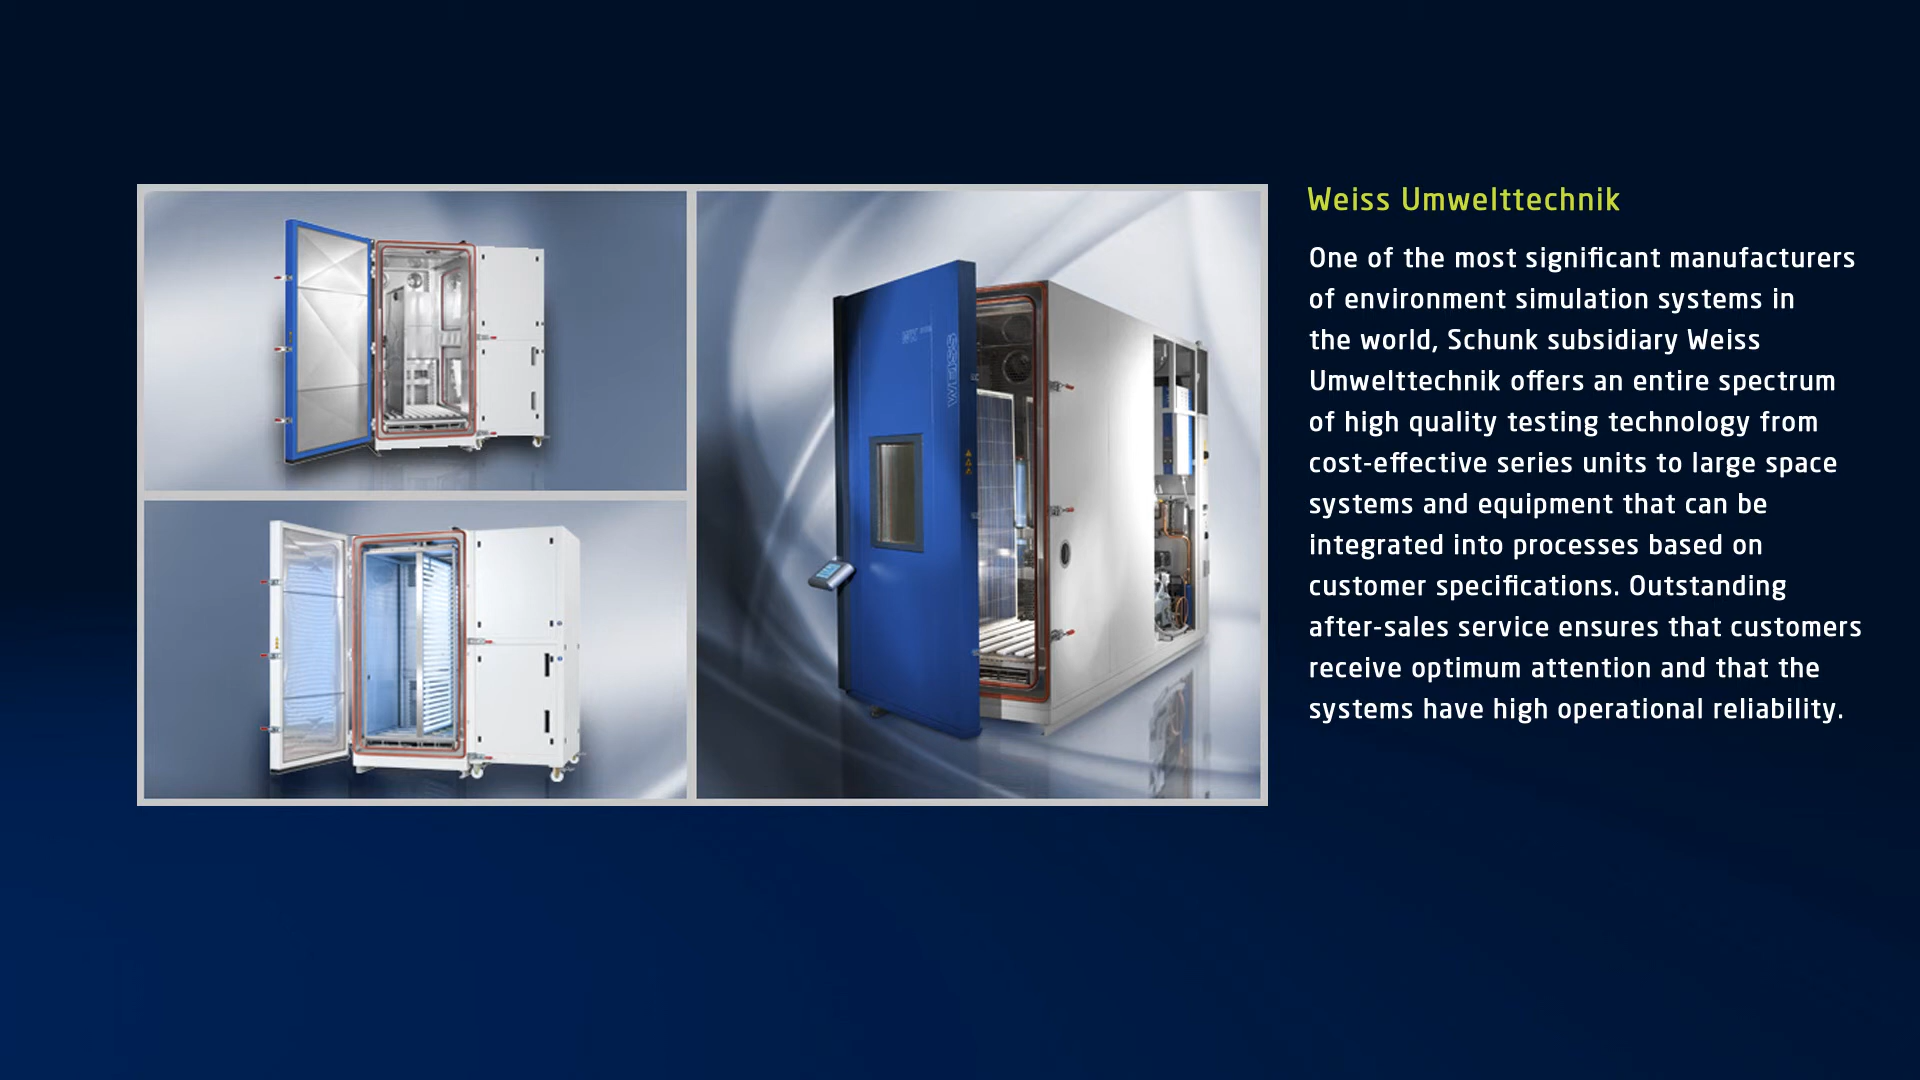 Weiss Umwelttechnik
One of the most significant manufacturers
of environment simulation systems in
the world, Schunk subsidiary Weiss
Umwelttechnik offers an entire spectrum
of high quality testing technology from
cost-effective series units to large space
systems and equipment that can be
integrated into processes based on
customer specifications. Outstanding
after-sales service ensures that customers
receive optimum attention and that the
systems have high operational reliability.
WEISS